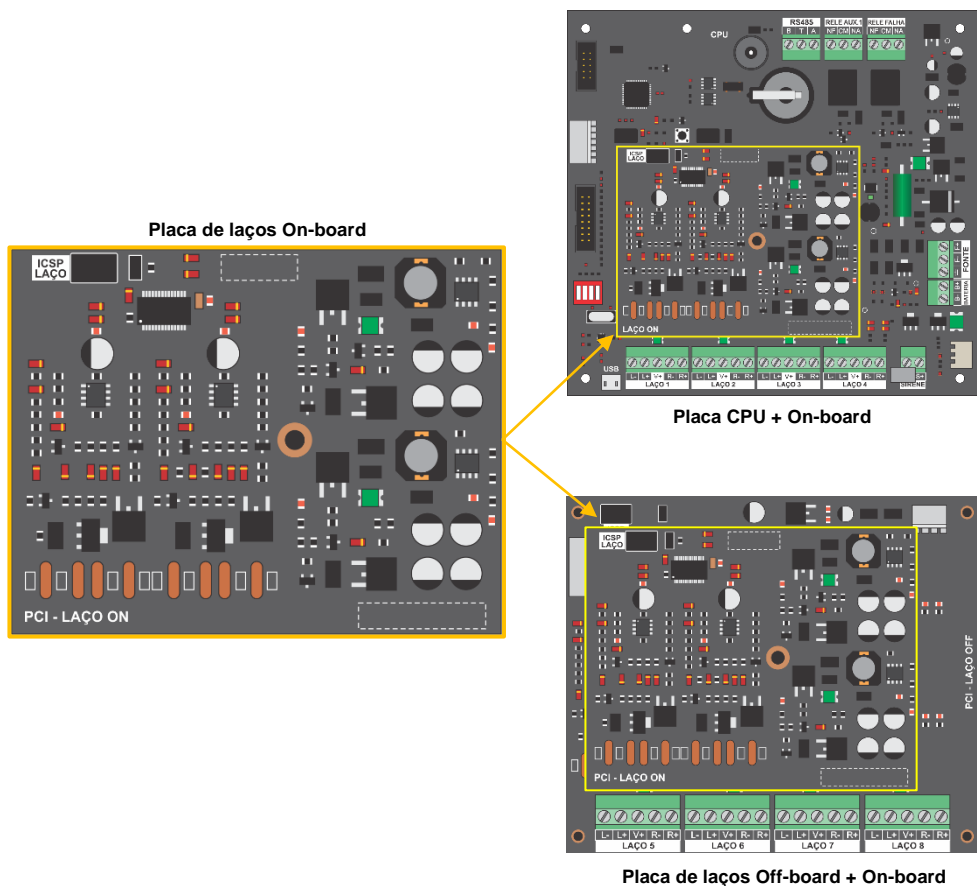 Placa de laços On-board
ICSP
LAÇO
PCI - LAÇO ON
RS485
RELE AUX.1
RELE FALHA
B T A
NF CM NA
NF CM NA
CPU
ICSP
LAÇO
LAÇO ON
FONTE
BATERIA
USB
L- L+ V+ R- R+
L- L+ V+ R- R+
L- L+ V+ R- R+
L- L+ V+ R- R+
LAÇO 1
LAÇO 2
LAÇO 3
LAÇO 4
SIRENE
Placa CPU + On-board
ICSP
LAÇO
PCI - LAÇO ON
PCI - LAÇO OFF
L- L+ V+ R- R+
L- L+ V+ R- R+
L- L+ V+ R- R+
L- L+ V+ R- R+
LAÇO 5
LAÇO 6
LAÇO 7
LAÇO 8
Placa de laços Off-board + On-board